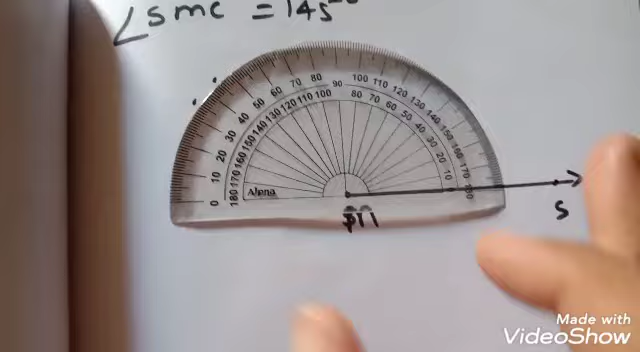 ∠smc = 145°
80 90 100
70 110
60 120
50 130
40 140
30 150
20 160
10 170
0 180
100 80
110 70
120 60
130 50
140 40
150 30
160 20
170 10
180 0
Alpha
m
s
Made with
VideoShow